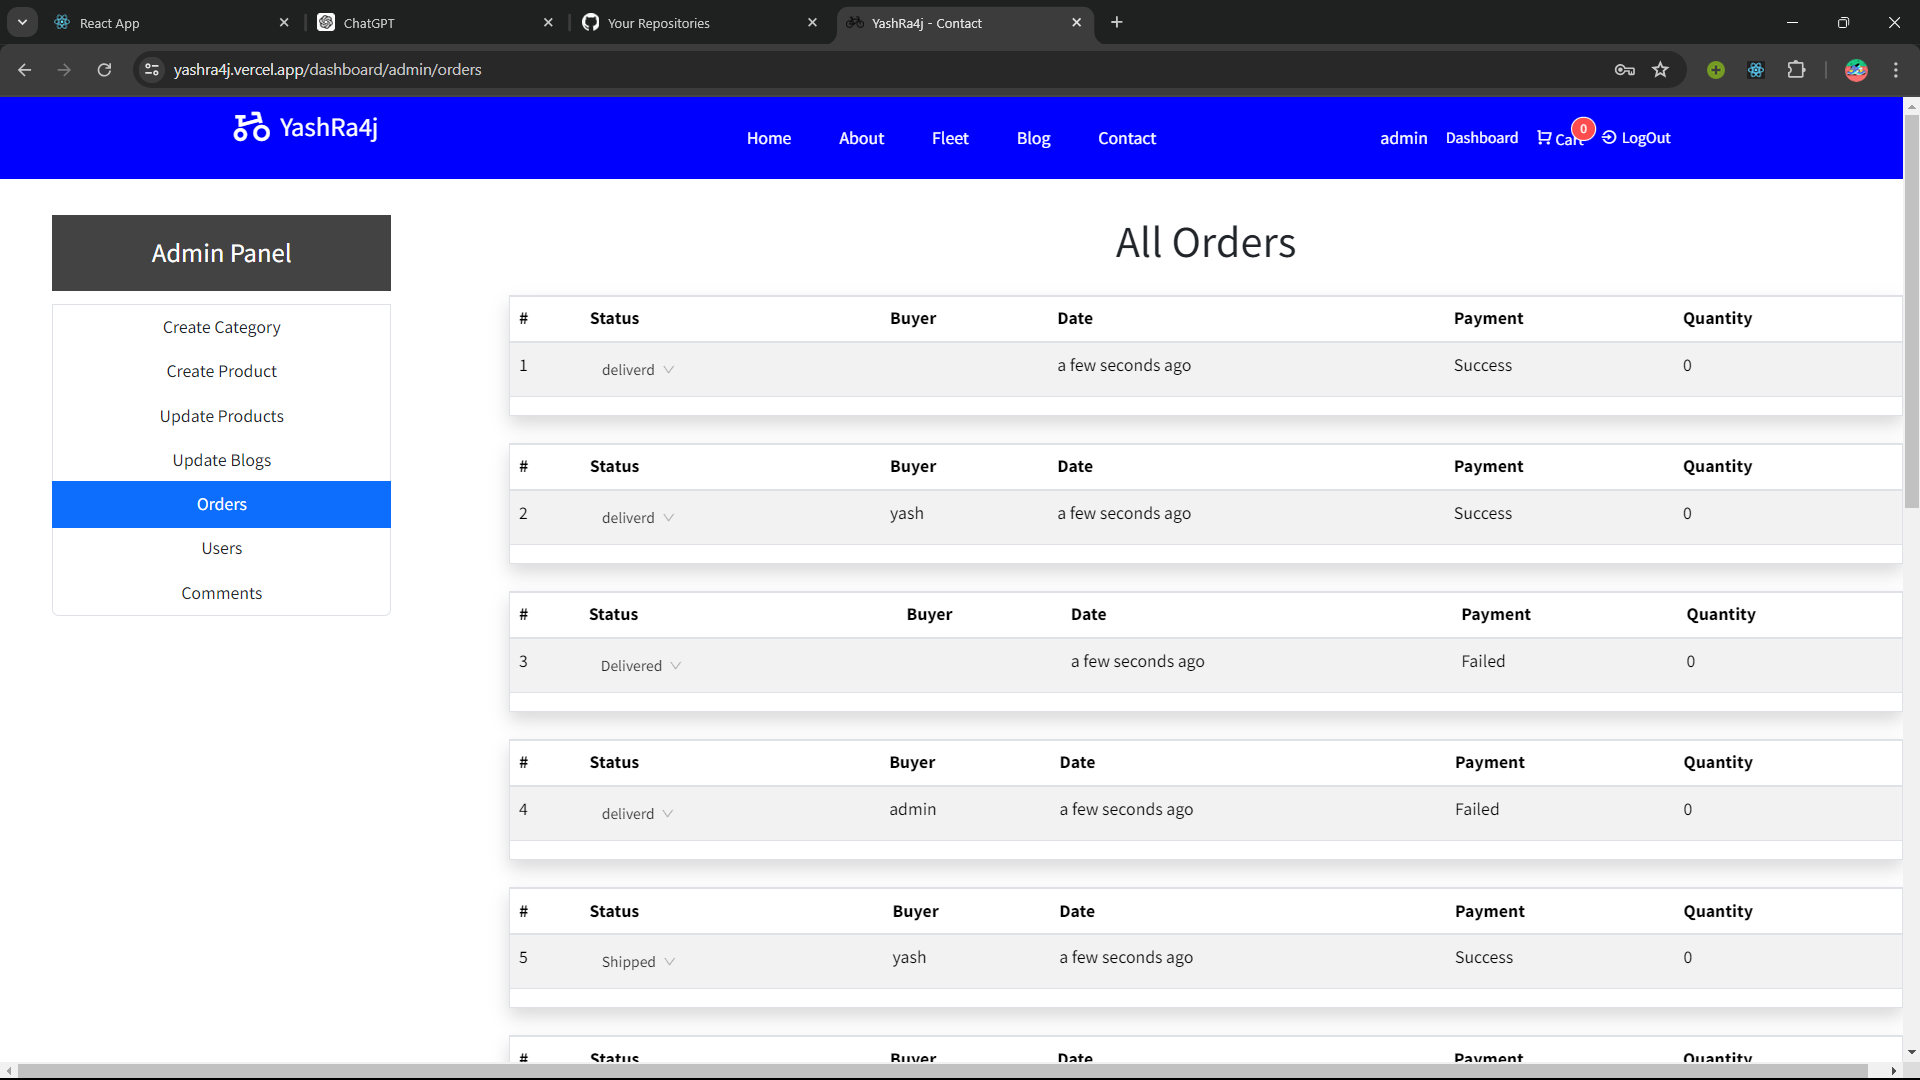 React App
ChatGPT
Your Repositories
YashRa4j - Contact
yashra4j.vercel.app/dashboard/admin/orders
YashRa4j
Home About Fleet Blog Contact
admin Dashboard Cart 0 LogOut
Admin Panel
Create Category
Create Product
Update Products
Update Blogs
Orders
Users
Comments
All Orders
# Status Buyer Date Payment Quantity
1 deliverd a few seconds ago Success 0
# Status Buyer Date Payment Quantity
2 deliverd yash a few seconds ago Success 0
# Status Buyer Date Payment Quantity
3 Delivered a few seconds ago Failed 0
# Status Buyer Date Payment Quantity
4 deliverd admin a few seconds ago Failed 0
# Status Buyer Date Payment Quantity
5 Shipped yash a few seconds ago Success 0
# Status Buyer Date Payment Quantity